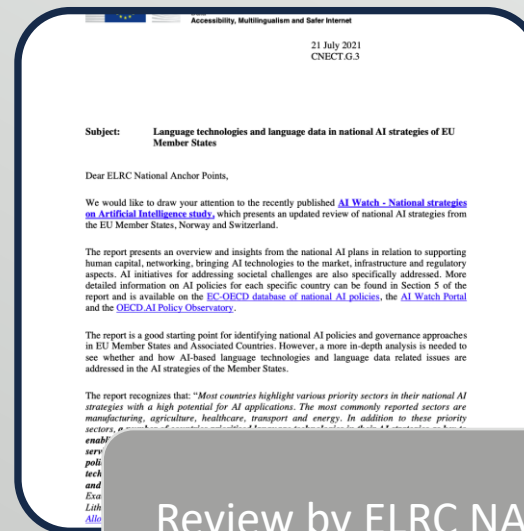 Accessibility, Multilingualism and Safer Internet
21 July 2021
CNECT.G.3
Subject: Language technologies and language data in national AI strategies of EU
Member States
Dear ELRC National Anchor Points,
We would like to draw your attention to the recently published AI Watch - National strategies
on Artificial Intelligence study, which presents an updated review of national AI strategies from
the EU Member States, Norway and Switzerland.
The report presents an overview and insights from the national AI plans in relation to supporting
human capital, networking, bringing AI technologies to the market, infrastructure and regulatory
aspects. AI initiatives for addressing societal challenges are also specifically addressed. More
detailed information on AI policies for each specific country can be found in Section 5 of the
report and is available on the EC-OECD database of national AI policies, the AI Watch Portal
and the OECD.AI Policy Observatory.
The report is a good starting point for identifying national AI policies and governance approaches
in EU Member States and Associated Countries. However, a more in-depth analysis is needed to
see whether and how AI-based language technologies and language data related issues are
addressed in the AI strategies of the Member States.
The report recognizes that: "Most countries highlight various priority sectors in their national AI
strategies with a high potential for AI applications. The most commonly reported sectors are
manufacturing, agriculture, healthcare, transport and energy. In addition to these priority
sectors,
enabl
serv
poli
tech
and
Exa
Lith
Allo
Review by ELRC NA